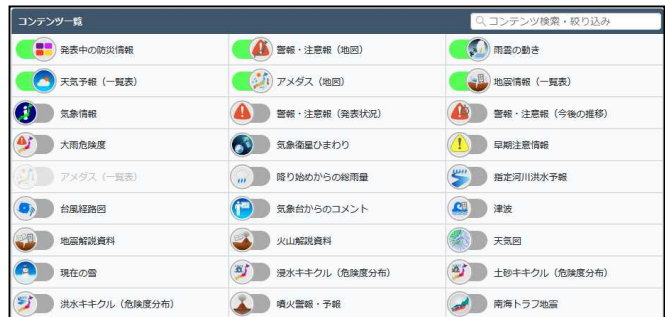 コンテンツ一覧 コンテンツ検索・絞り込み
発表中の防災情報 警報・注意報（地図） 雨雲の動き
天気予報（一覧表） アメダス（地図） 地震情報（一覧表）
気象情報 警報・注意報（発表状況） 警報・注意報（今後の推移）
大雨危険度 気象衛星ひまわり 早期注意情報
アメダス（一覧表） 降り始めからの総雨量 指定河川洪水予報
台風経路図 気象台からのコメント 津波
地震解説資料 火山解説資料 天気図
現在の雪 浸水キキクル（危険度分布） 土砂キキクル（危険度分布）
洪水キキクル（危険度分布） 噴火警報・予報 南海トラフ地震